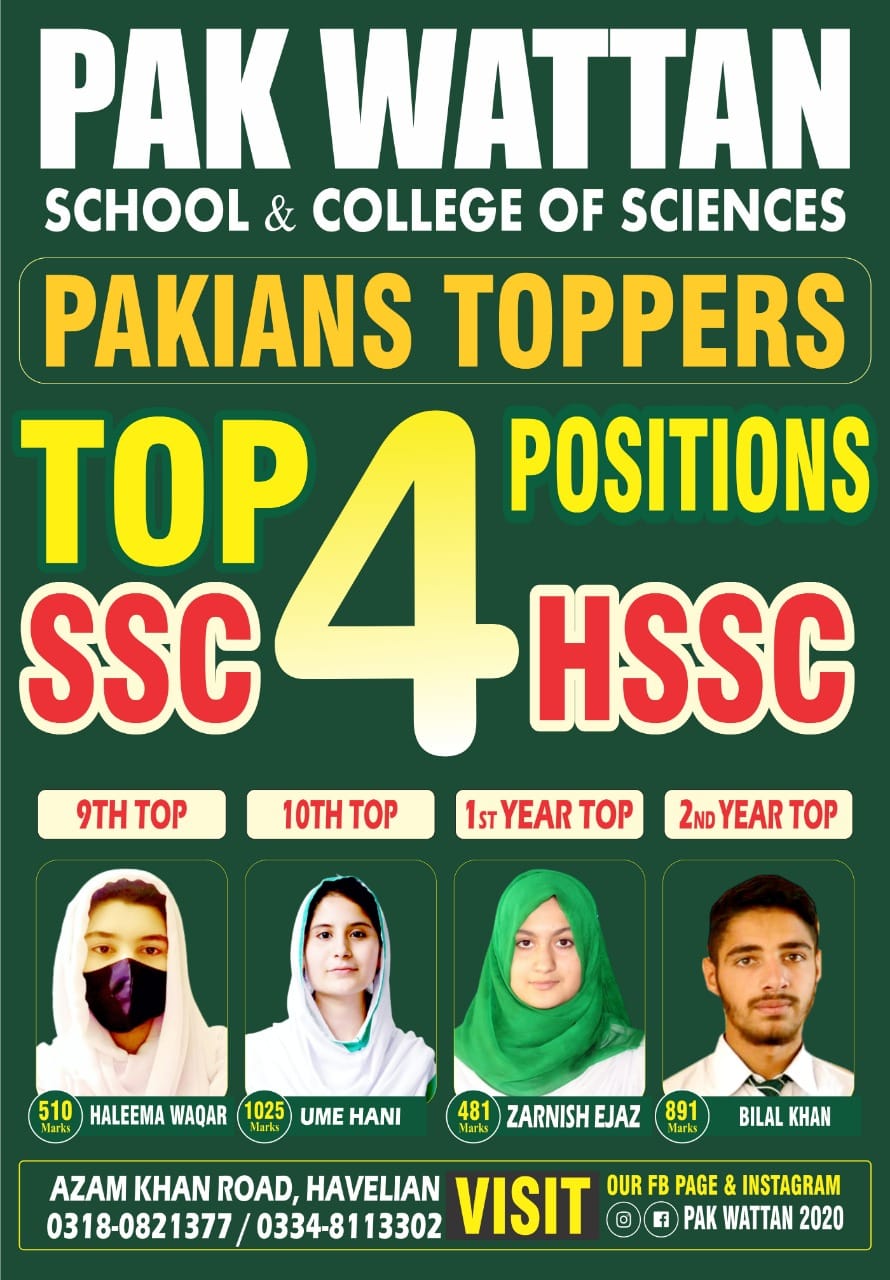 PAK WATTAN
SCHOOL & COLLEGE OF SCIENCES
PAKIANS TOPPERS
TOP 4 POSITIONS
SSC HSSC
9TH TOP
10TH TOP
1ST YEAR TOP
2ND YEAR TOP
510 Marks
HALEEMA WAQAR
1025 Marks
UME HANI
481 Marks
ZARNISH EJAZ
891 Marks
BILAL KHAN
AZAM KHAN ROAD, HAVELIAN
0318-0821377 / 0334-8113302
VISIT
OUR FB PAGE & INSTAGRAM
PAK WATTAN 2020